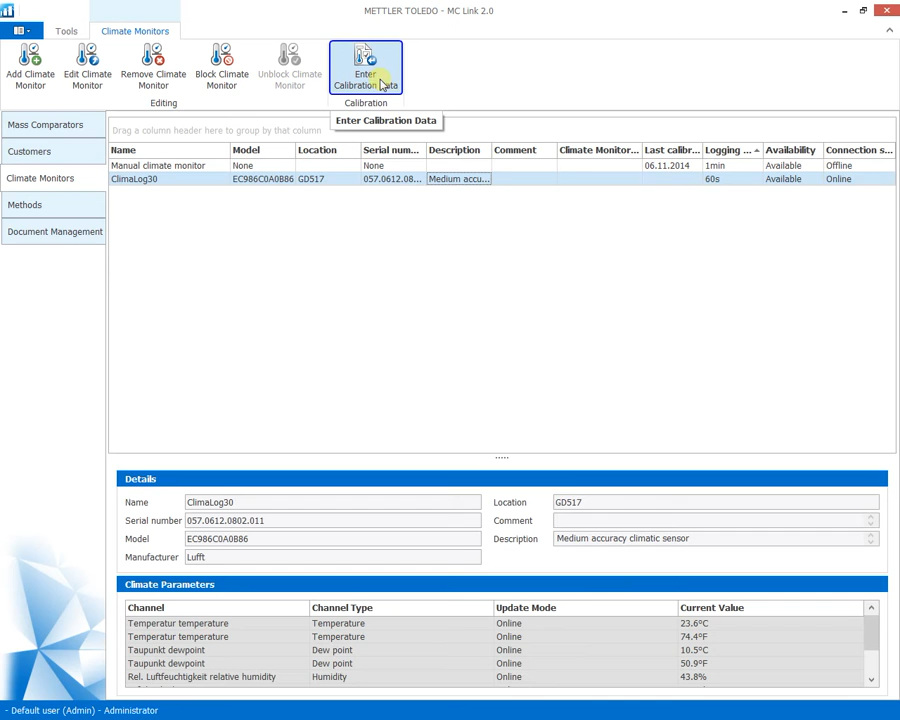 METTLER TOLEDO - MC Link 2.0
Tools
Climate Monitors
Add Climate Monitor
Edit Climate Monitor
Remove Climate Monitor
Block Climate Monitor
Unblock Climate Monitor
Enter Calibration Data
Editing
Calibration
Enter Calibration Data
Mass Comparators
Customers
Climate Monitors
Methods
Document Management
Drag a column header here to group by that column
Name Model Location Serial num... Description Comment Climate Monitor... Last calibr... Logging ... Availability Connection s...
Manual climate monitor None None 06.11.2014 1min Available Offline
ClimaLog30 EC986C0A0B86 GD517 057.0612.08... Medium accu... 60s Available Online
Details
Name ClimaLog30
Serial number 057.0612.0802.011
Model EC986C0A0B86
Manufacturer Lufft
Location GD517
Comment
Description Medium accuracy climatic sensor
Climate Parameters
Channel Channel Type Update Mode Current Value
Temperatur temperature Temperature Online 23.6°C
Temperatur temperature Temperature Online 74.4°F
Taupunkt dewpoint Dew point Online 10.5°C
Taupunkt dewpoint Dew point Online 50.9°F
Rel. Luftfeuchtigkeit relative humidity Humidity Online 43.8%
- Default user (Admin) - Administrator